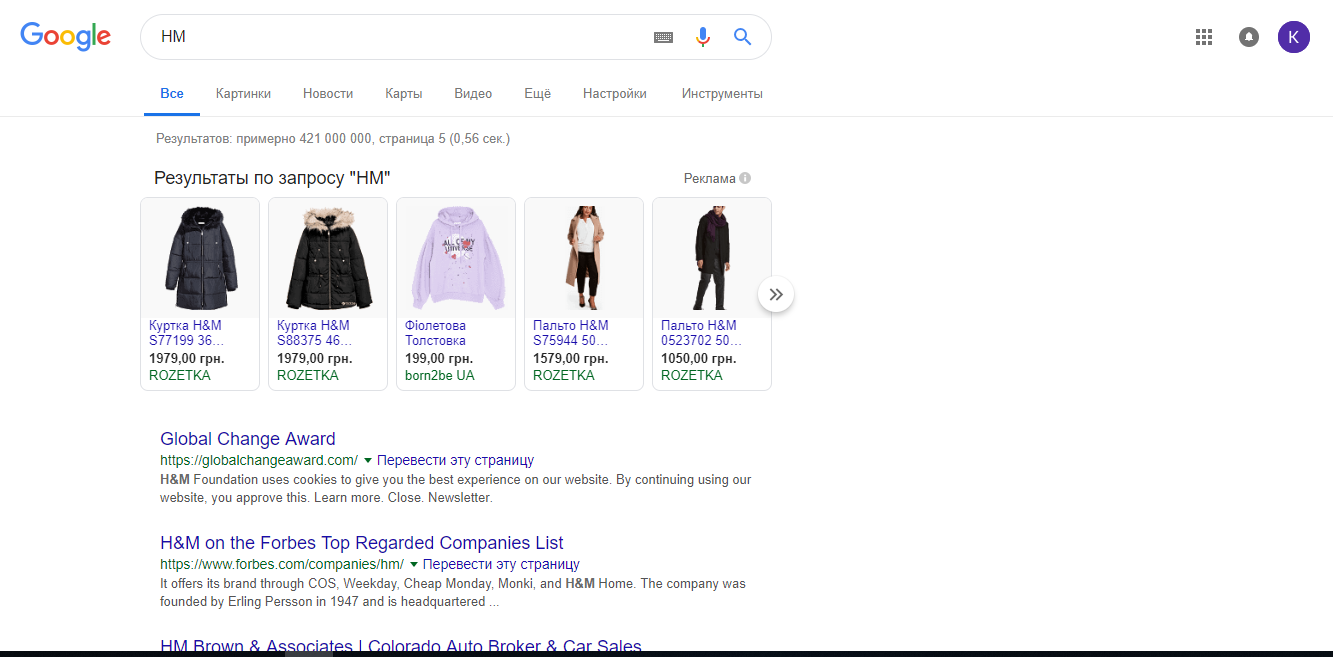 Google
HM
K
Все Картинки Новости Карты Видео Ещё Настройки Инструменты
Результатов: примерно 421 000 000, страница 5 (0,56 сек.)
Результаты по запросу "HM"
Реклама
ALL OF MY
UNIVERSE
Куртка H&M
S77199 36...
1979,00 грн.
ROZETKA
Куртка H&M
S88375 46...
1979,00 грн.
ROZETKA
Фіолетова
Толстовка
199,00 грн.
born2be UA
Пальто H&M
S75944 50...
1579,00 грн.
ROZETKA
Пальто H&M
0523702 50...
1050,00 грн.
ROZETKA
Global Change Award
https://globalchangeaward.com/ Перевести эту страницу
H&M Foundation uses cookies to give you the best experience on our website. By continuing using our
website, you approve this. Learn more. Close. Newsletter.
H&M on the Forbes Top Regarded Companies List
https://www.forbes.com/companies/hm/ Перевести эту страницу
It offers its brand through COS, Weekday, Cheap Monday, Monki, and H&M Home. The company was
founded by Erling Persson in 1947 and is headquartered ...
HM Brown & Associates | Colorado Auto Broker & Car Sales